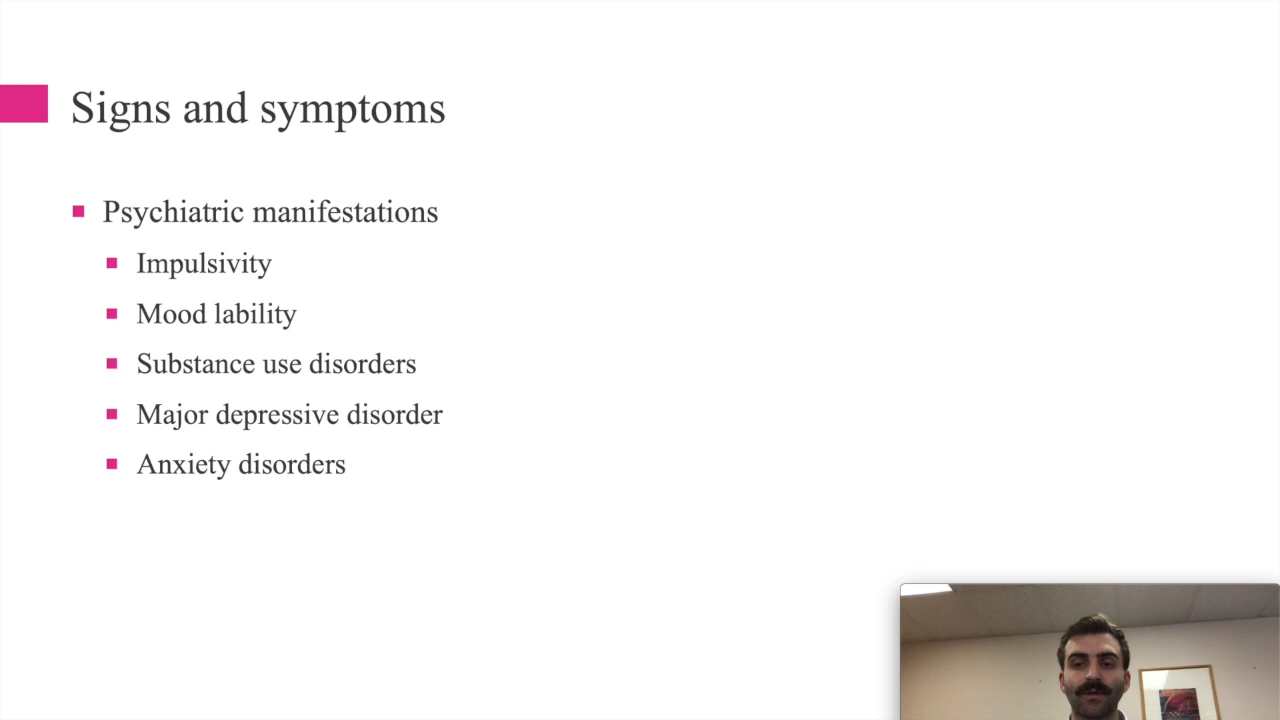 Signs and symptoms
Psychiatric manifestations
Impulsivity
Mood lability
Substance use disorders
Major depressive disorder
Anxiety disorders